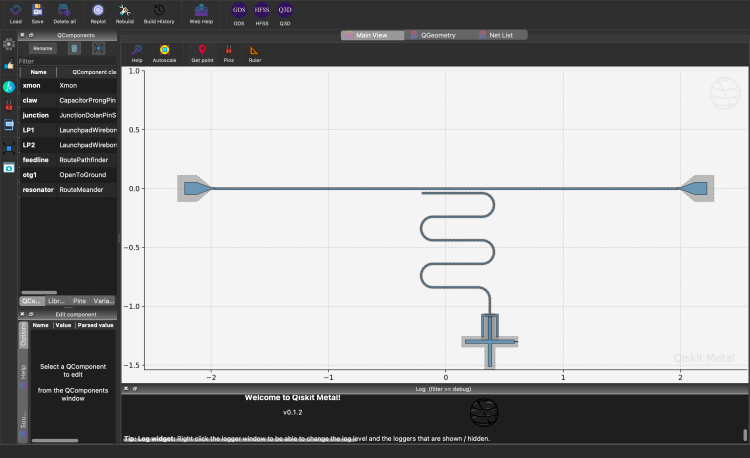 Load Save Delete all Replot Rebuild Build History Web Help GDS HFSS Q3D
GDS HFSS Q3D
QComponents
Main View QGeometry Net List
Rename
Help Autoscale Get point Pins Ruler
Filter
Name QComponent cla
xmon Xmon
claw CapacitorProngPin
junction JunctionDolanPinS
LP1 LaunchpadWirebon
LP2 LaunchpadWirebon
feedline RoutePathfinder
otg1 OpenToGround
resonator RouteMeander
1.0
0.5
0.0
−0.5
−1.0
−1.5
−2 −1 0 1 2
Qiskit Metal
QCo... Libr... Pins Varia...
Edit component
Options
Help
Sou...
Name Value Parsed value
Select a QComponent
to edit
from the QComponents
window
Log (filter >= debug)
Welcome to Qiskit Metal!
v0.1.2
Tip: Log widget: Right click the logger window to be able to change the log level and the loggers that are shown / hidden.